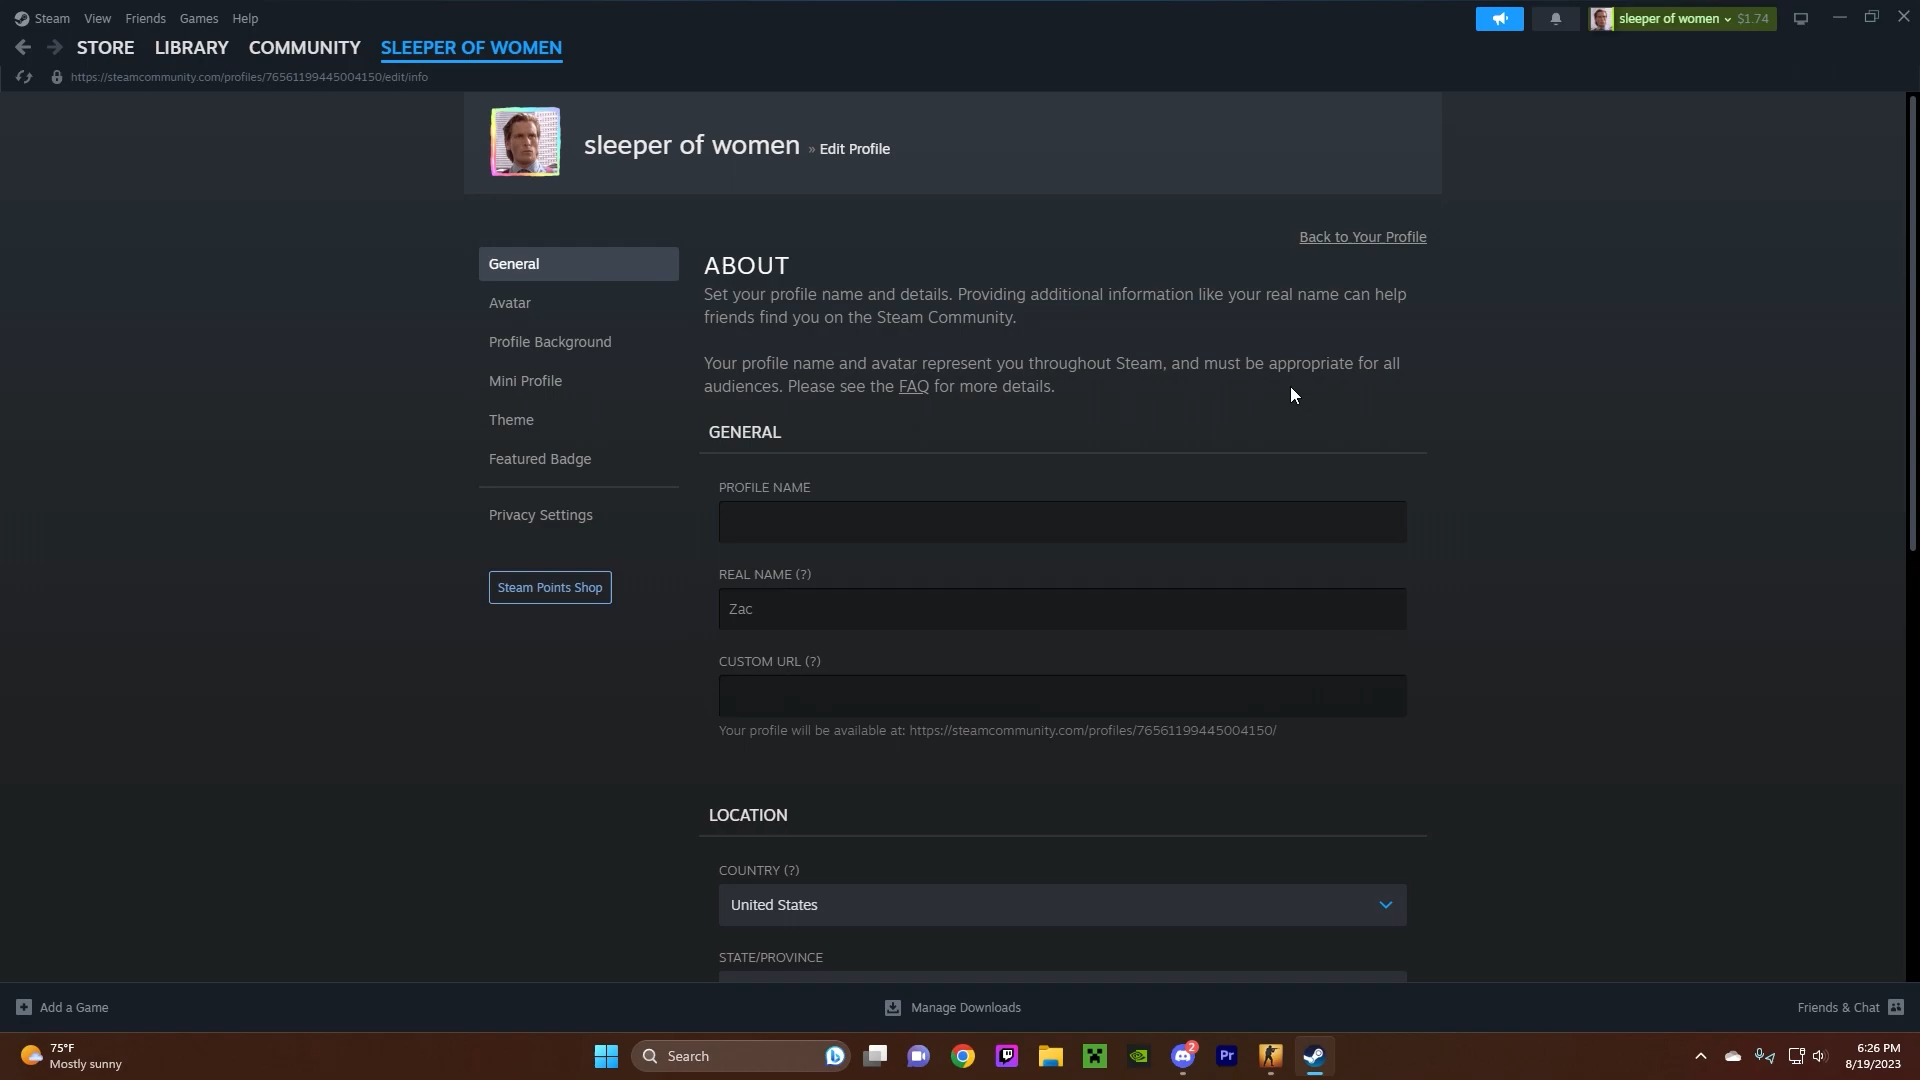 Steam View Friends Games Help
sleeper of women $1.74
STORE LIBRARY COMMUNITY SLEEPER OF WOMEN
https://steamcommunity.com/profiles/76561199445004150/edit/info
sleeper of women » Edit Profile
Back to Your Profile
General
Avatar
Profile Background
Mini Profile
Theme
Featured Badge
Privacy Settings
Steam Points Shop
ABOUT
Set your profile name and details. Providing additional information like your real name can help
friends find you on the Steam Community.
Your profile name and avatar represent you throughout Steam, and must be appropriate for all
audiences. Please see the FAQ for more details.
GENERAL
PROFILE NAME
REAL NAME (?)
Zac
CUSTOM URL (?)
Your profile will be available at: https://steamcommunity.com/profiles/76561199445004150/
LOCATION
COUNTRY (?)
United States
STATE/PROVINCE
Add a Game
Manage Downloads
Friends & Chat
75°F
Mostly sunny
Search
2
Pr
6:26 PM
8/19/2023